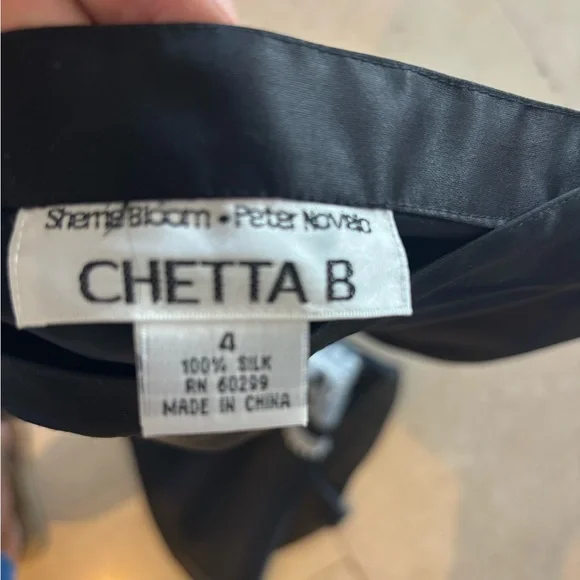 Sherrie Bloom • Peter Noviello
CHETTA B
4
100% SILK
RN 60299
MADE IN CHINA